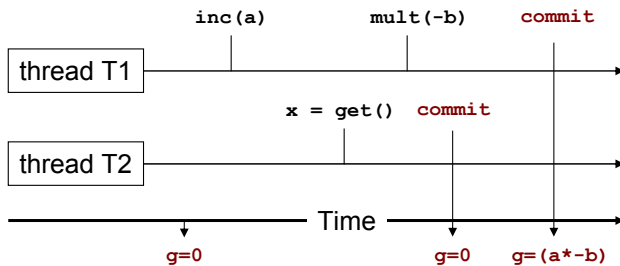 inc(a) mult(-b) commit
thread T1
x = get() commit
thread T2
Time
g=0 g=0 g=(a*-b)